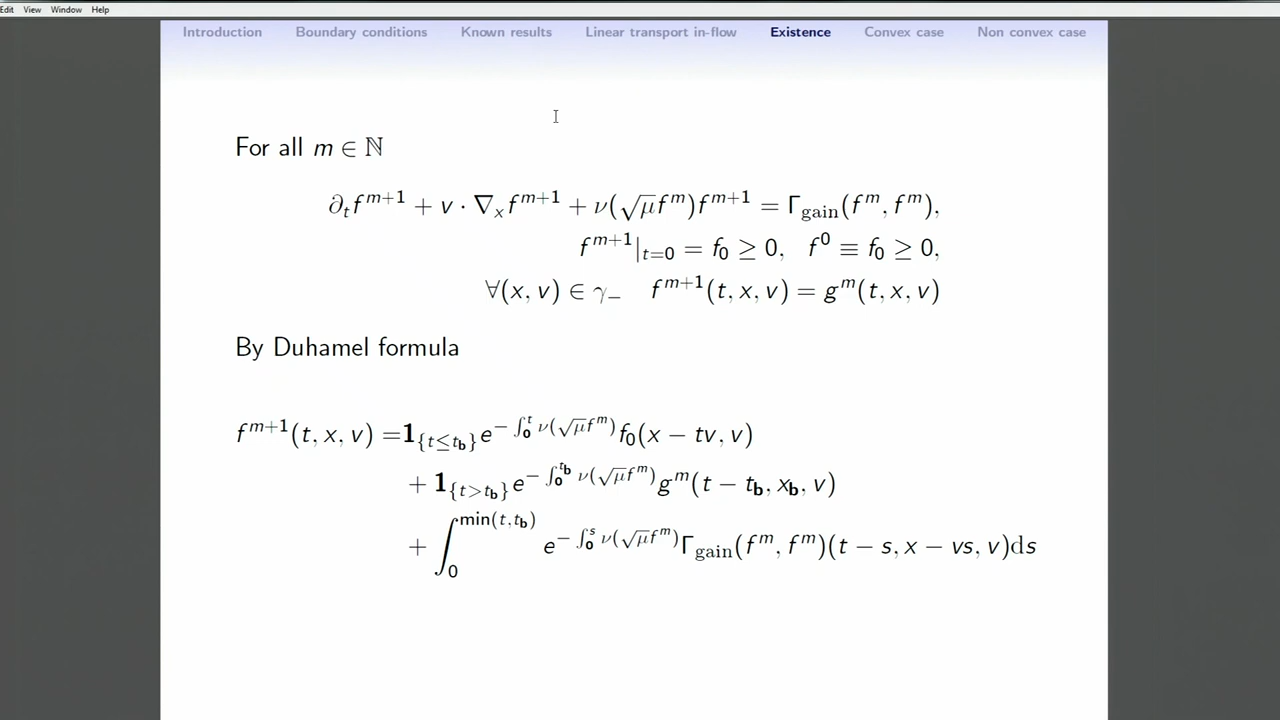 Edit View Window Help
Introduction Boundary conditions Known results Linear transport in-flow Existence Convex case Non convex case
For all m ∈ ℕ
∂_t f^{m+1} + v · ∇_x f^{m+1} + ν(√μ f^m) f^{m+1} = Γ_gain(f^m, f^m),
f^{m+1}|_{t=0} = f_0 ≥ 0, f^0 ≡ f_0 ≥ 0,
∀(x, v) ∈ γ_− f^{m+1}(t, x, v) = g^m(t, x, v)
By Duhamel formula
f^{m+1}(t, x, v) = 1_{t≤t_b} e^{−∫_0^t ν(√μ f^m)} f_0(x − tv, v)
+ 1_{t>t_b} e^{−∫_0^{t_b} ν(√μ f^m)} g^m(t − t_b, x_b, v)
+ ∫_0^{min(t,t_b)} e^{−∫_0^s ν(√μ f^m)} Γ_gain(f^m, f^m)(t − s, x − vs, v)ds